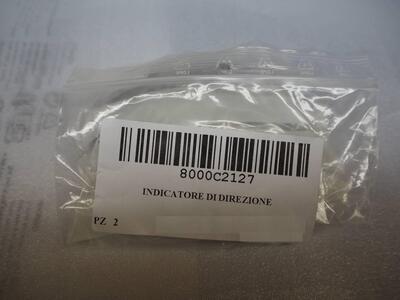 8000C2127
INDICATORE DI DIREZIONE
PZ 2